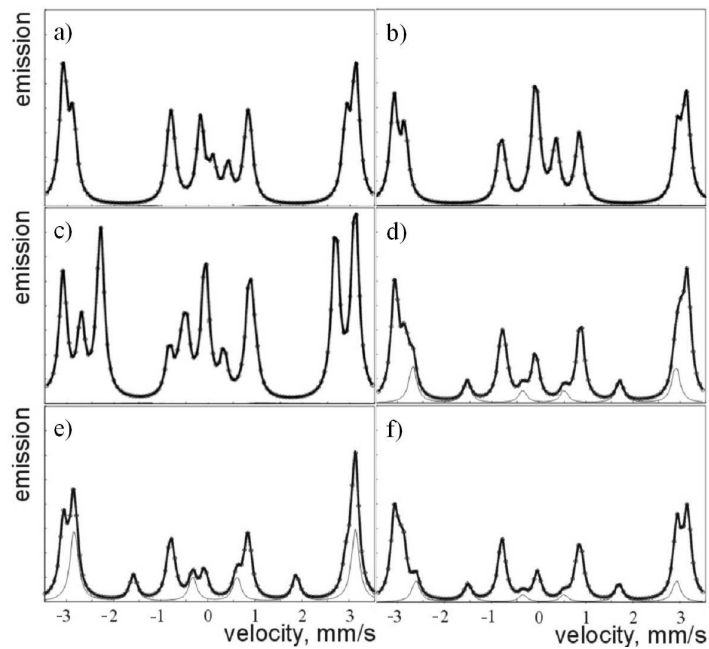 a)
b)
emission
c)
d)
emission
e)
f)
emission
-3 -2 -1 0 1 2 3
-3 -2 -1 0 1 2 3
velocity, mm/s
velocity, mm/s